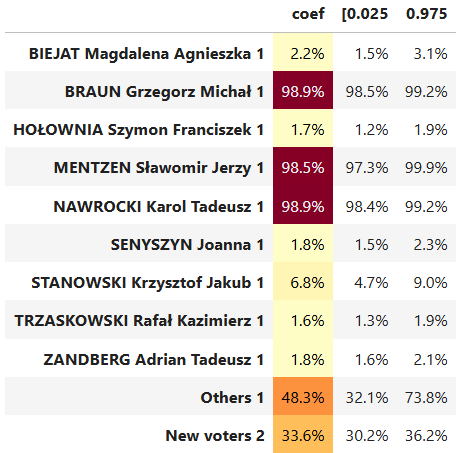 coef [0.025 0.975
BIEJAT Magdalena Agnieszka 1 2.2% 1.5% 3.1%
BRAUN Grzegorz Michał 1 98.9% 98.5% 99.2%
HOŁOWNIA Szymon Franciszek 1 1.7% 1.2% 1.9%
MENTZEN Sławomir Jerzy 1 98.5% 97.3% 99.9%
NAWROCKI Karol Tadeusz 1 98.9% 98.4% 99.2%
SENYSZYN Joanna 1 1.8% 1.5% 2.3%
STANOWSKI Krzysztof Jakub 1 6.8% 4.7% 9.0%
TRZASKOWSKI Rafał Kazimierz 1 1.6% 1.3% 1.9%
ZANDBERG Adrian Tadeusz 1 1.8% 1.6% 2.1%
Others 1 48.3% 32.1% 73.8%
New voters 2 33.6% 30.2% 36.2%